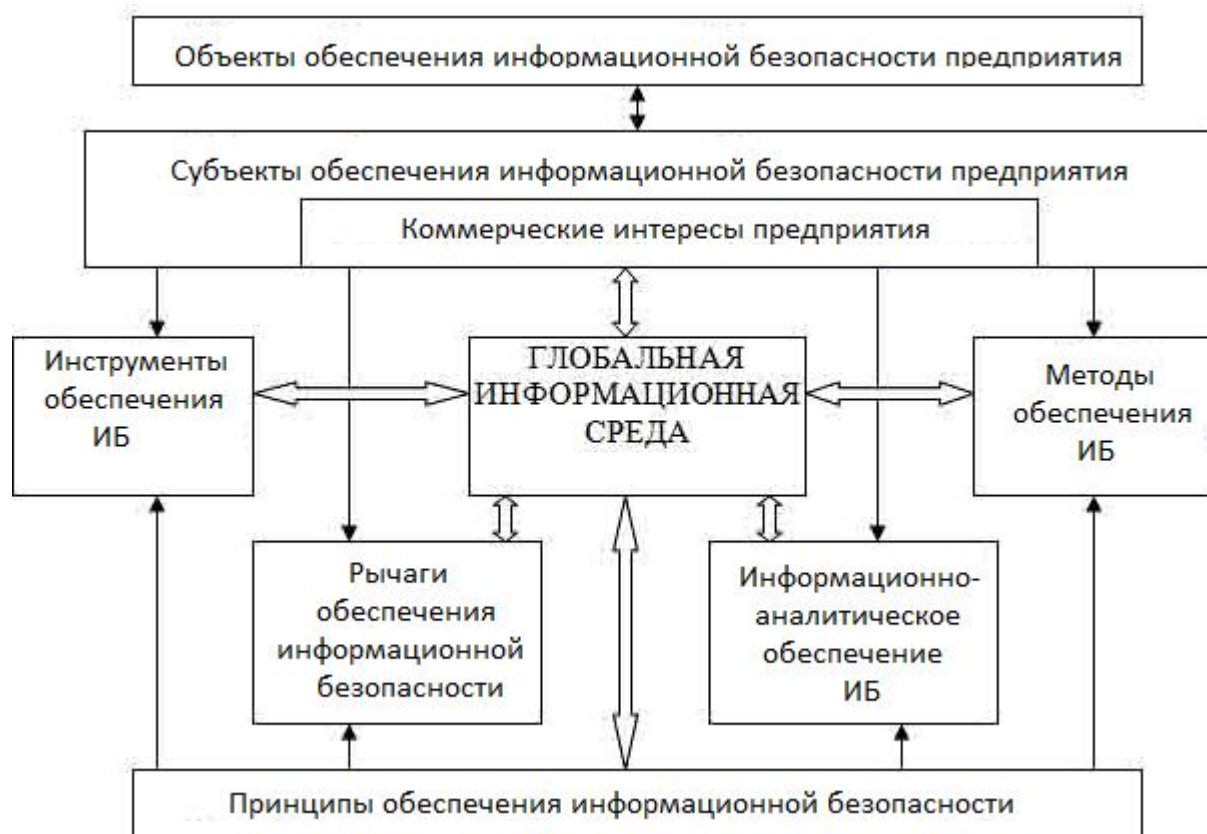 Объекты обеспечения информационной безопасности предприятия
Субъекты обеспечения информационной безопасности предприятия
Коммерческие интересы предприятия
Инструменты
обеспечения
ИБ
ГЛОБАЛЬНАЯ
ИНФОРМАЦИОННАЯ
СРЕДА
Методы
обеспечения
ИБ
Рычаги
обеспечения
информационной
безопасности
Информационно-
аналитическое
обеспечение
ИБ
Принципы обеспечения информационной безопасности